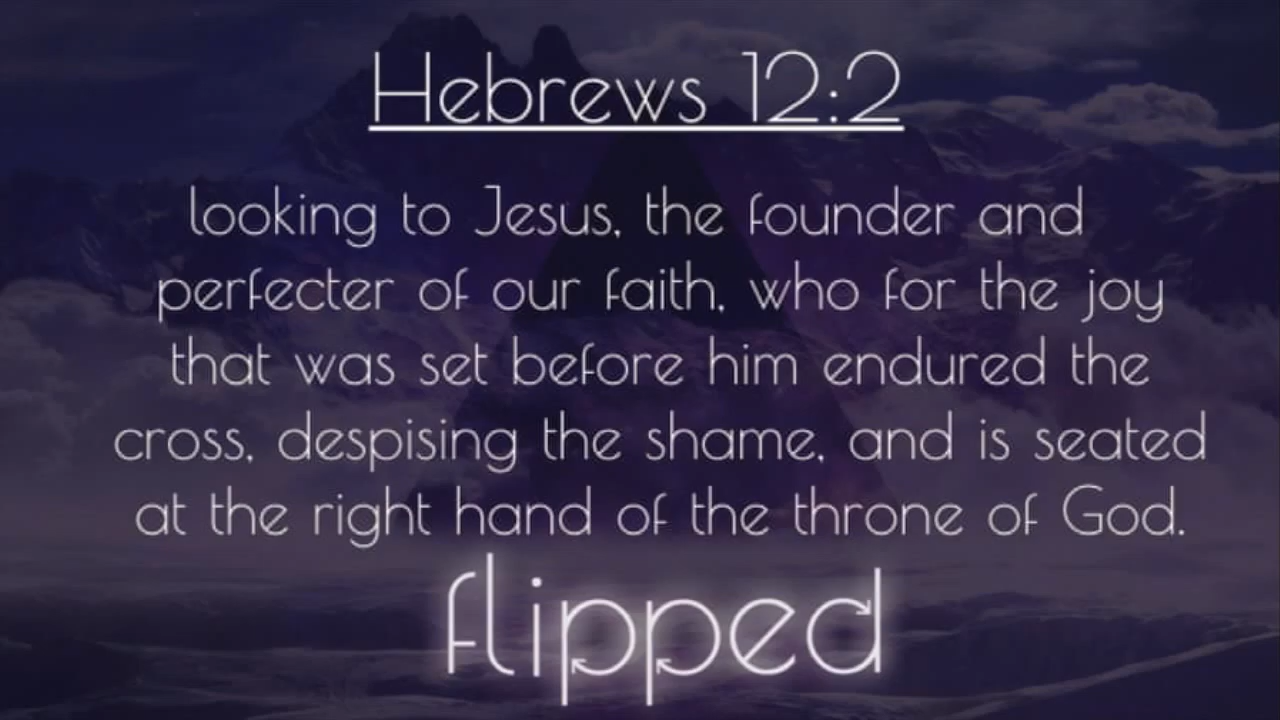 Hebrews 12:2
looking to Jesus, the founder and
perfecter of our faith, who for the joy
that was set before him endured the
cross, despising the shame, and is seated
at the right hand of the throne of God.
flipped